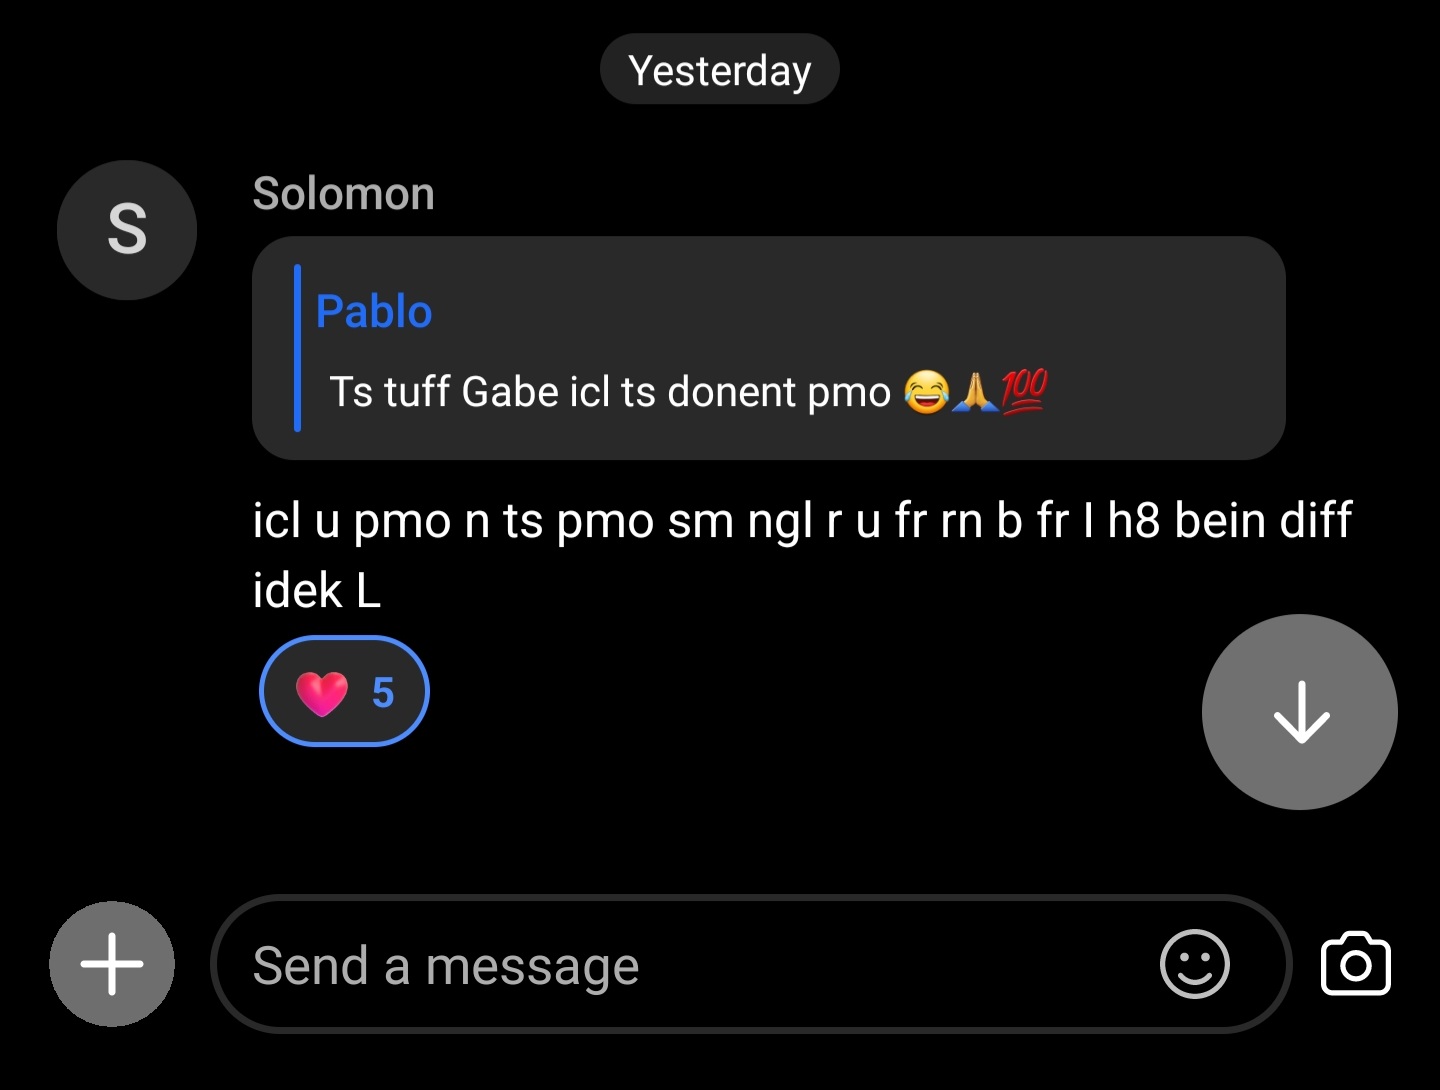 Yesterday
S
Solomon
Pablo
Ts tuff Gabe icl ts donent pmo 😂🙏💯
icl u pmo n ts pmo sm ngl r u fr rn b fr I h8 bein diff
idek L
5
Send a message